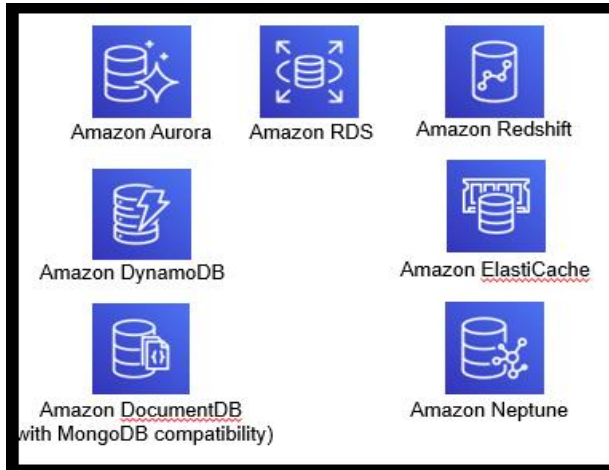 Amazon Aurora
Amazon RDS
Amazon Redshift
Amazon DynamoDB
Amazon ElastiCache
Amazon DocumentDB
with MongoDB compatibility)
Amazon Neptune